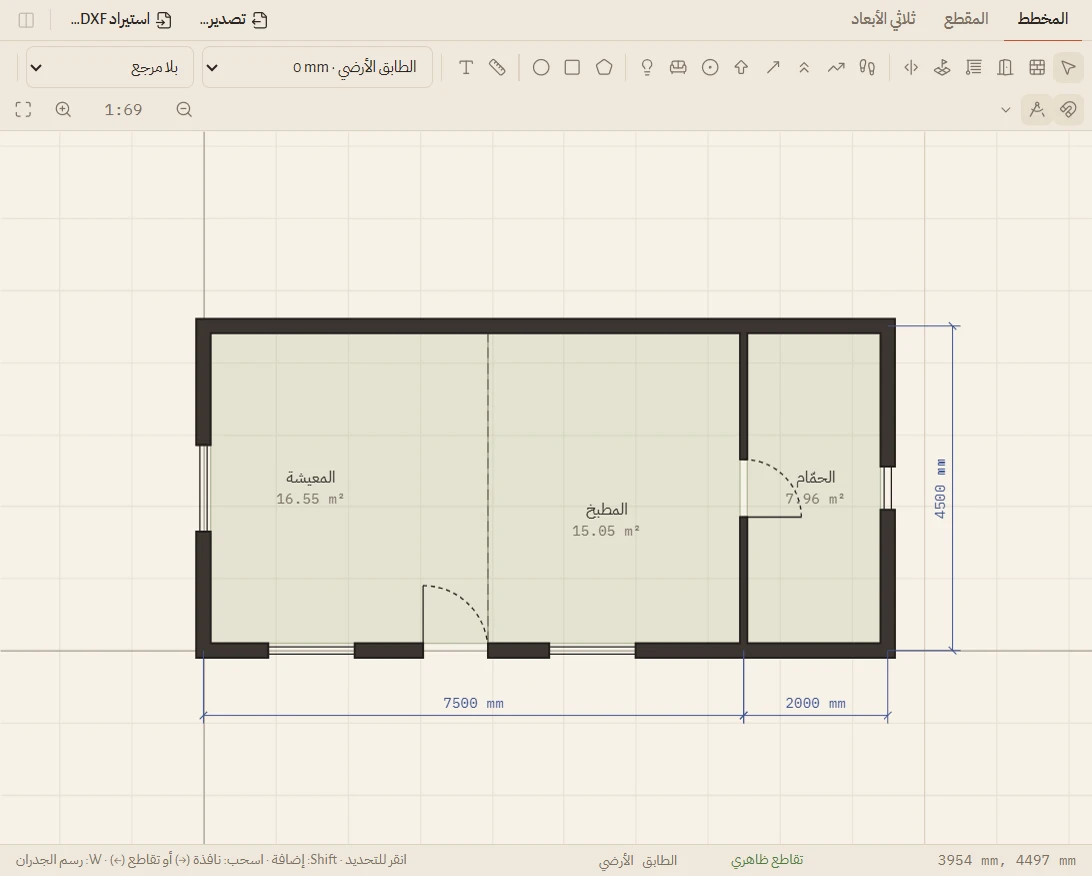 المخطط
المقطع
ثلاثي الأبعاد
تصدير...
استيراد DXF...
الطابق الأرضي · 0 mm
بلا مرجع
1:69
المعيشة
16.55 m²
المطبخ
15.05 m²
الحمّام
7.96 m²
4500 mm
7500 mm
2000 mm
3954 mm, 4497 mm
تقاطع ظاهري
الطابق الأرضي
انقر للتحديد · Shift: إضافة · اسحب: نافذة (→) أو تقاطع (←) · W: رسم الجدران